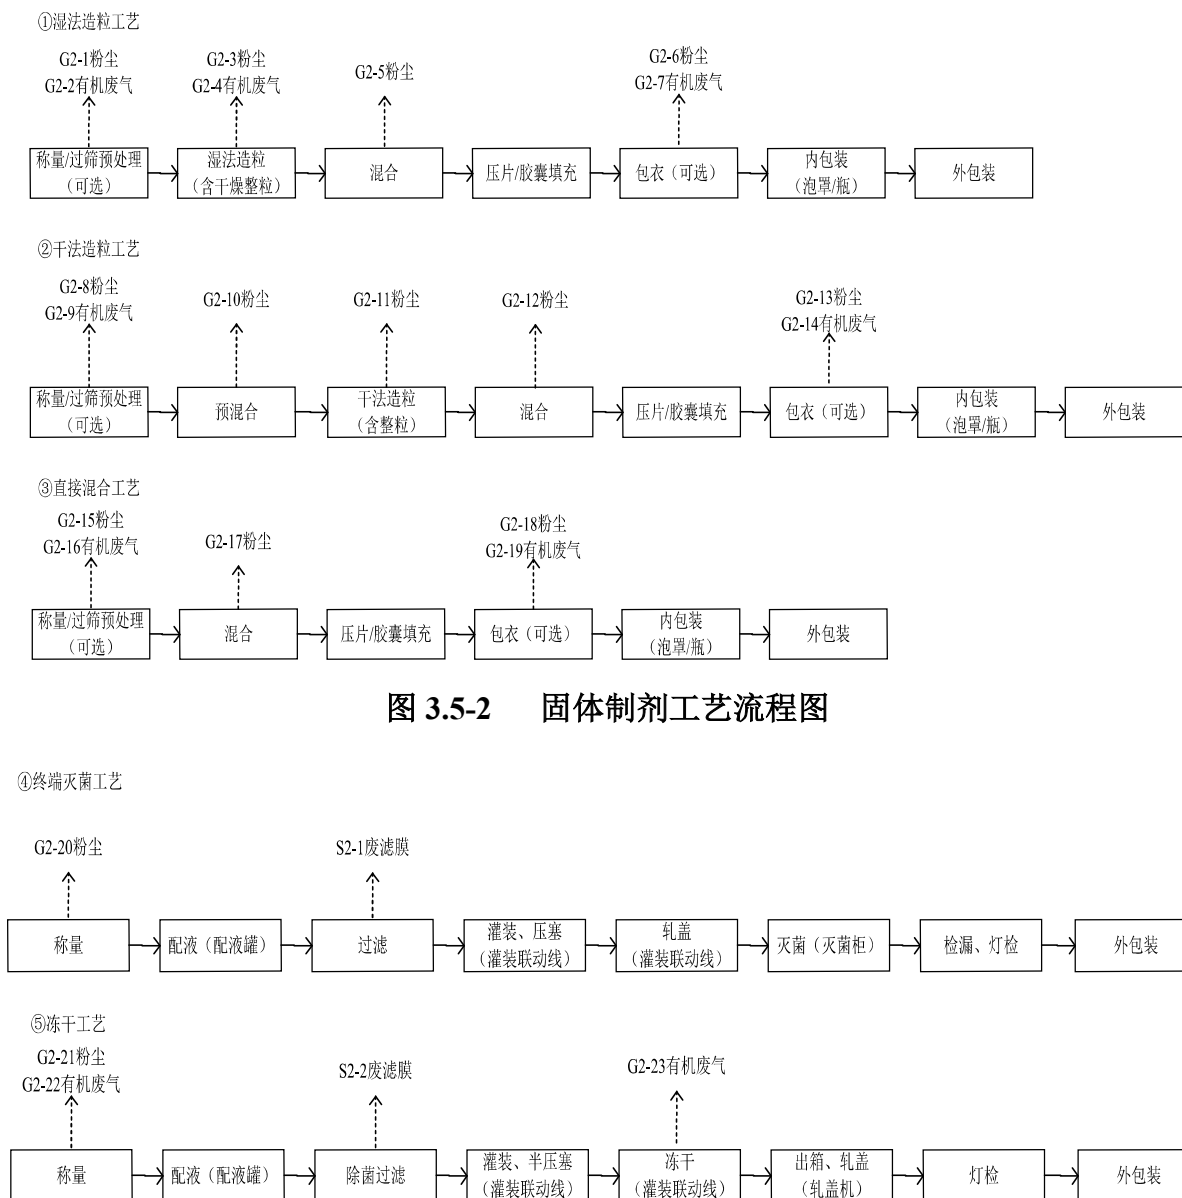 ①湿法造粒工艺
G2-1粉尘
G2-2有机废气
G2-3粉尘
G2-4有机废气
G2-5粉尘
G2-6粉尘
G2-7有机废气
称量/过筛预处理
（可选）
湿法造粒
（含干燥整粒）
混合
压片/胶囊填充
包衣（可选）
内包装
（泡罩/瓶）
外包装
②干法造粒工艺
G2-8粉尘
G2-9有机废气
G2-10粉尘
G2-11粉尘
G2-12粉尘
G2-13粉尘
G2-14有机废气
称量/过筛预处理
（可选）
预混合
干法造粒
（含整粒）
混合
压片/胶囊填充
包衣（可选）
内包装
（泡罩/瓶）
外包装
③直接混合工艺
G2-15粉尘
G2-16有机废气
G2-17粉尘
G2-18粉尘
G2-19有机废气
称量/过筛预处理
（可选）
混合
压片/胶囊填充
包衣（可选）
内包装
（泡罩/瓶）
外包装
图 3.5-2 固体制剂工艺流程图
④终端灭菌工艺
G2-20粉尘
S2-1废滤膜
称量
配液（配液罐）
过滤
灌装、压塞
（灌装联动线）
轧盖
（灌装联动线）
灭菌（灭菌柜）
检漏、灯检
外包装
⑤冻干工艺
G2-21粉尘
G2-22有机废气
S2-2废滤膜
G2-23有机废气
称量
配液（配液罐）
除菌过滤
灌装、半压塞
（灌装联动线）
冻干
（灌装联动线）
出箱、轧盖
（轧盖机）
灯检
外包装